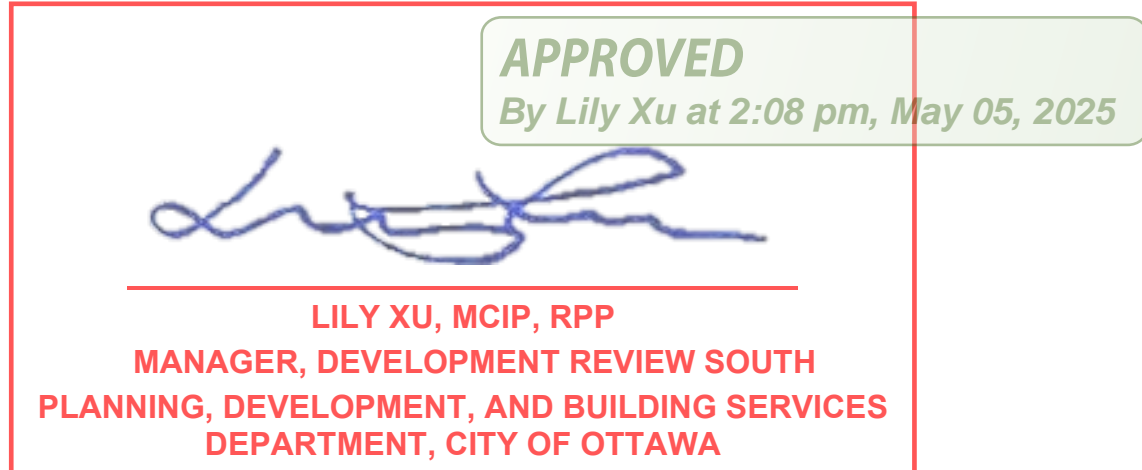 APPROVED
By Lily Xu at 2:08 pm, May 05, 2025
LILY XU, MCIP, RPP
MANAGER, DEVELOPMENT REVIEW SOUTH
PLANNING, DEVELOPMENT, AND BUILDING SERVICES
DEPARTMENT, CITY OF OTTAWA